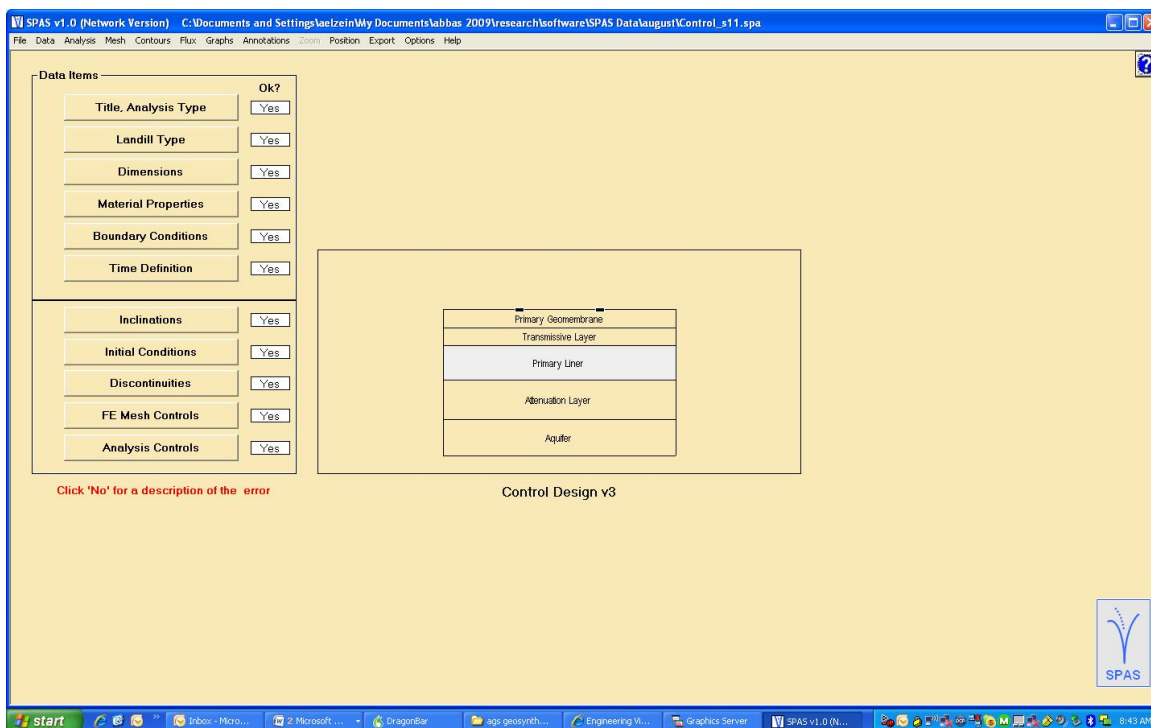 SPAS v1.0 (Network Version) C:\Documents and Settings\aelzein\My Documents\abbas 2009\research\software\SPAS Data\august\Control_s11.spa
File Data Analysis Mesh Contours Flux Graphs Annotations Zoom Position Export Options Help
Data Items
Ok?
Title, Analysis Type Yes
Landill Type Yes
Dimensions Yes
Material Properties Yes
Boundary Conditions Yes
Time Definition Yes
Inclinations Yes
Initial Conditions Yes
Discontinuities Yes
FE Mesh Controls Yes
Analysis Controls Yes
Click 'No' for a description of the error
Primary Geomembrane
Transmissive Layer
Primary Liner
Attenuation Layer
Aquifer
Control Design v3
SPAS
start Inbox - Micro... 2 Microsoft ... DragonBar ags geosynth... Engineering Vi... Graphics Server SPAS v1.0 (N... 8:43 AM